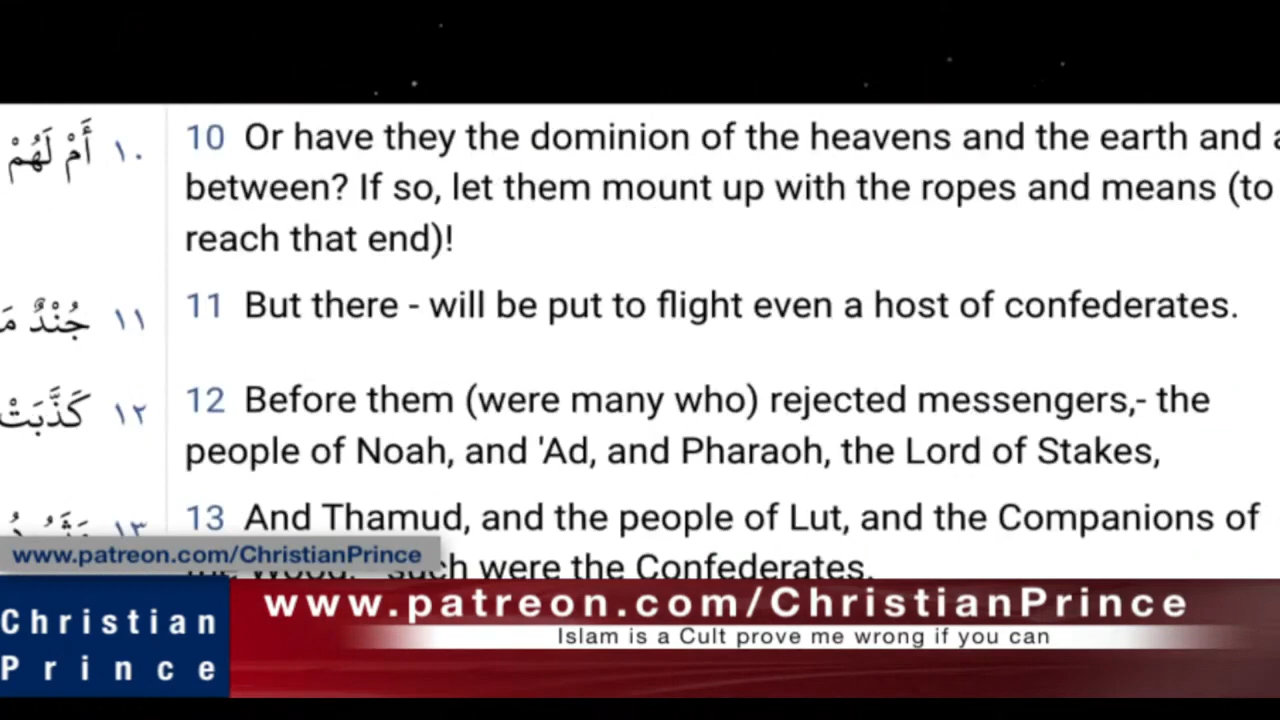 أَمْ لَهُمْ ١٠
10 Or have they the dominion of the heavens and the earth and
between? If so, let them mount up with the ropes and means (to
reach that end)!
جُنْدٌ ١١
11 But there - will be put to flight even a host of confederates.
كَذَّبَتْ ١٢
12 Before them (were many who) rejected messengers,- the
people of Noah, and 'Ad, and Pharaoh, the Lord of Stakes,
١٣
13 And Thamud, and the people of Lut, and the Companions of
the Wood; - such were the Confederates.
www.patreon.com/ChristianPrince
www.patreon.com/ChristianPrince
Islam is a Cult prove me wrong if you can
Christian
Prince